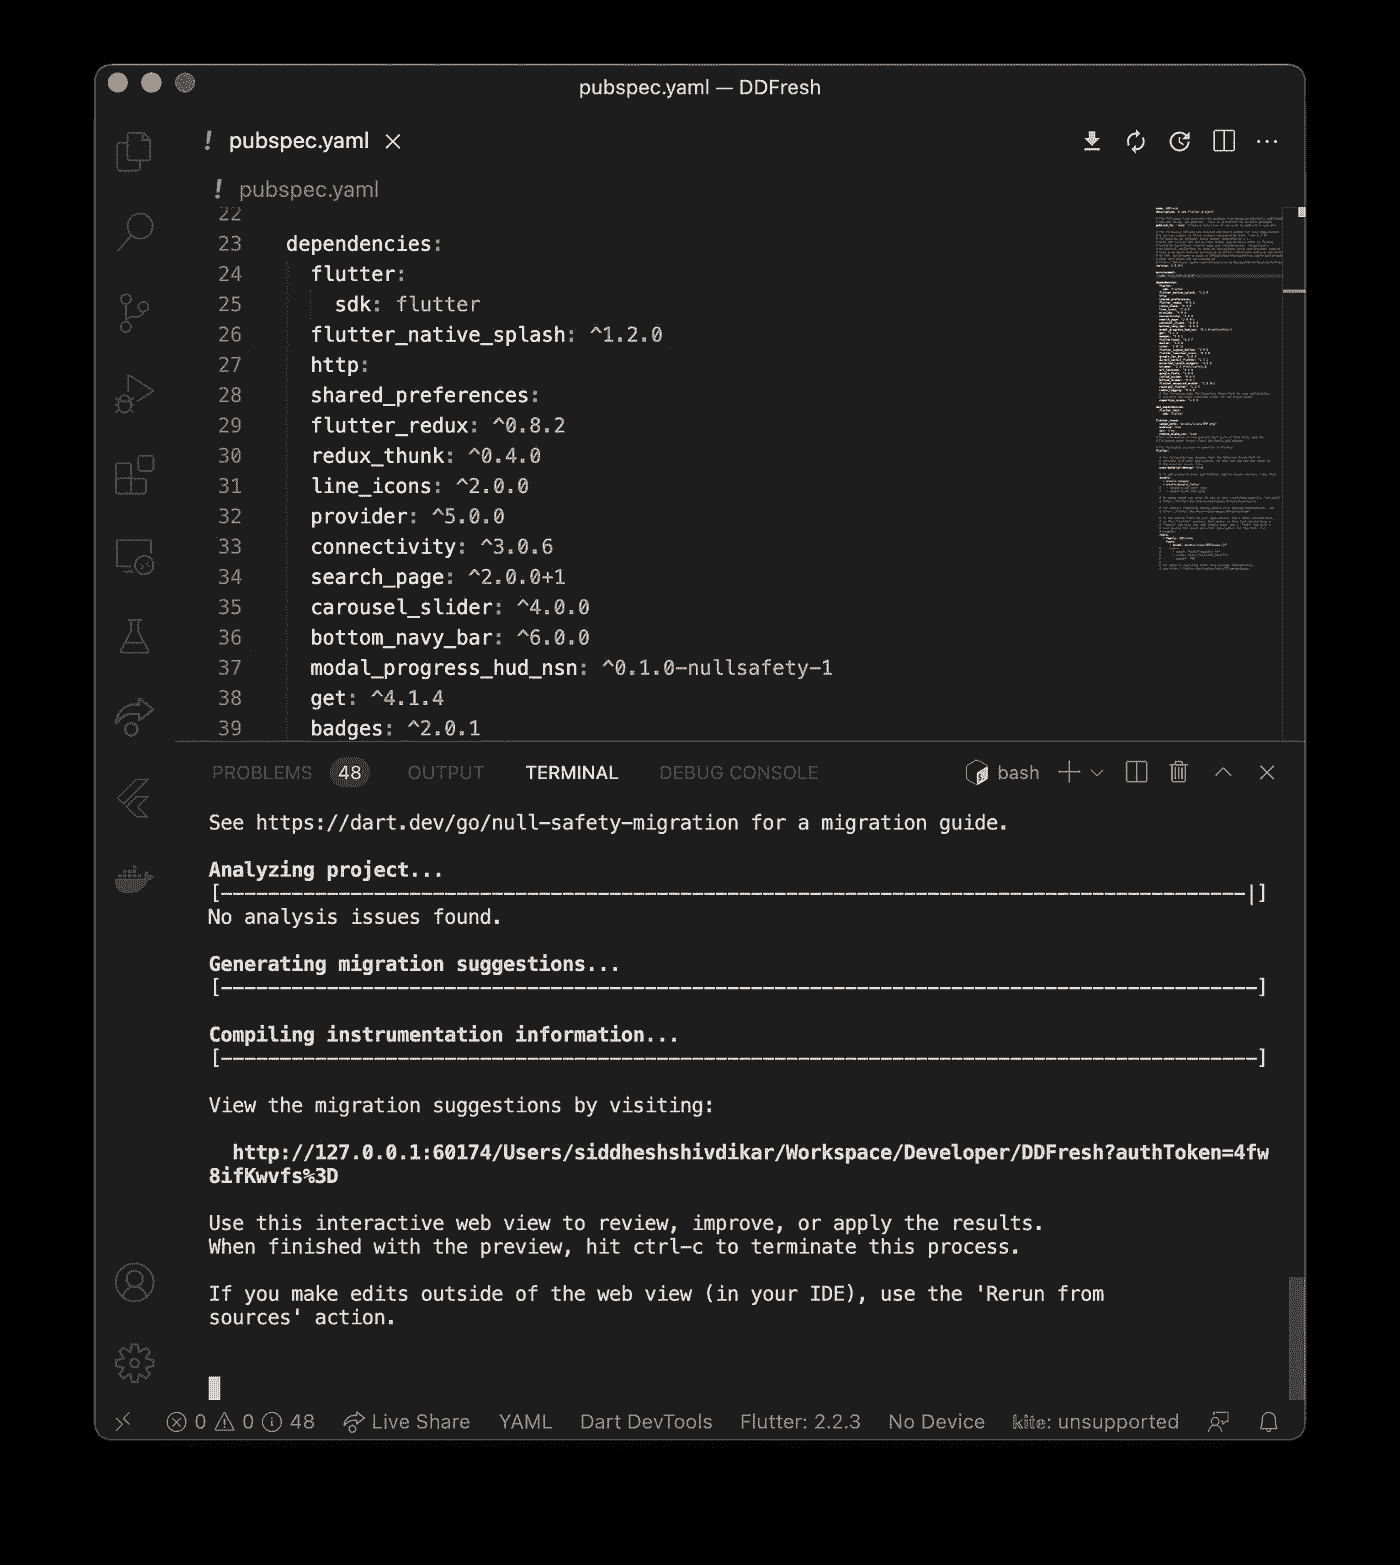 pubspec.yaml — DDFresh
! pubspec.yaml
! pubspec.yaml
22
23 dependencies:
24 flutter:
25 sdk: flutter
26 flutter_native_splash: ^1.2.0
27 http:
28 shared_preferences:
29 flutter_redux: ^0.8.2
30 redux_thunk: ^0.4.0
31 line_icons: ^2.0.0
32 provider: ^5.0.0
33 connectivity: ^3.0.6
34 search_page: ^2.0.0+1
35 carousel_slider: ^4.0.0
36 bottom_navy_bar: ^6.0.0
37 modal_progress_hud_nsn: ^0.1.0-nullsafety-1
38 get: ^4.1.4
39 badges: ^2.0.1
PROBLEMS 48 OUTPUT TERMINAL DEBUG CONSOLE bash
See https://dart.dev/go/null-safety-migration for a migration guide.
Analyzing project...
[----------------------------------------------------------------------------------------|]
No analysis issues found.
Generating migration suggestions...
[-----------------------------------------------------------------------------------------]
Compiling instrumentation information...
[-----------------------------------------------------------------------------------------]
View the migration suggestions by visiting:
http://127.0.0.1:60174/Users/siddheshshivdikar/Workspace/Developer/DDFresh?authToken=4fw
8ifKwvfs%3D
Use this interactive web view to review, improve, or apply the results.
When finished with the preview, hit ctrl-c to terminate this process.
If you make edits outside of the web view (in your IDE), use the 'Rerun from
sources' action.
0 0 48 Live Share YAML Dart DevTools Flutter: 2.2.3 No Device kite: unsupported